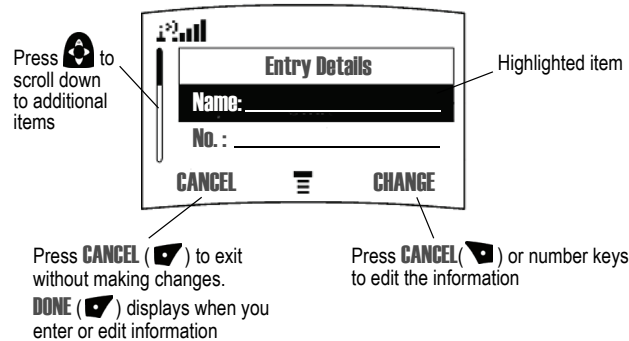 Press to
scroll down
to additional
items
Entry Details
Highlighted item
Name:
No. :
CANCEL
CHANGE
Press CANCEL ( ) to exit
without making changes.
DONE ( ) displays when you
enter or edit information
Press CANCEL( ) or number keys
to edit the information